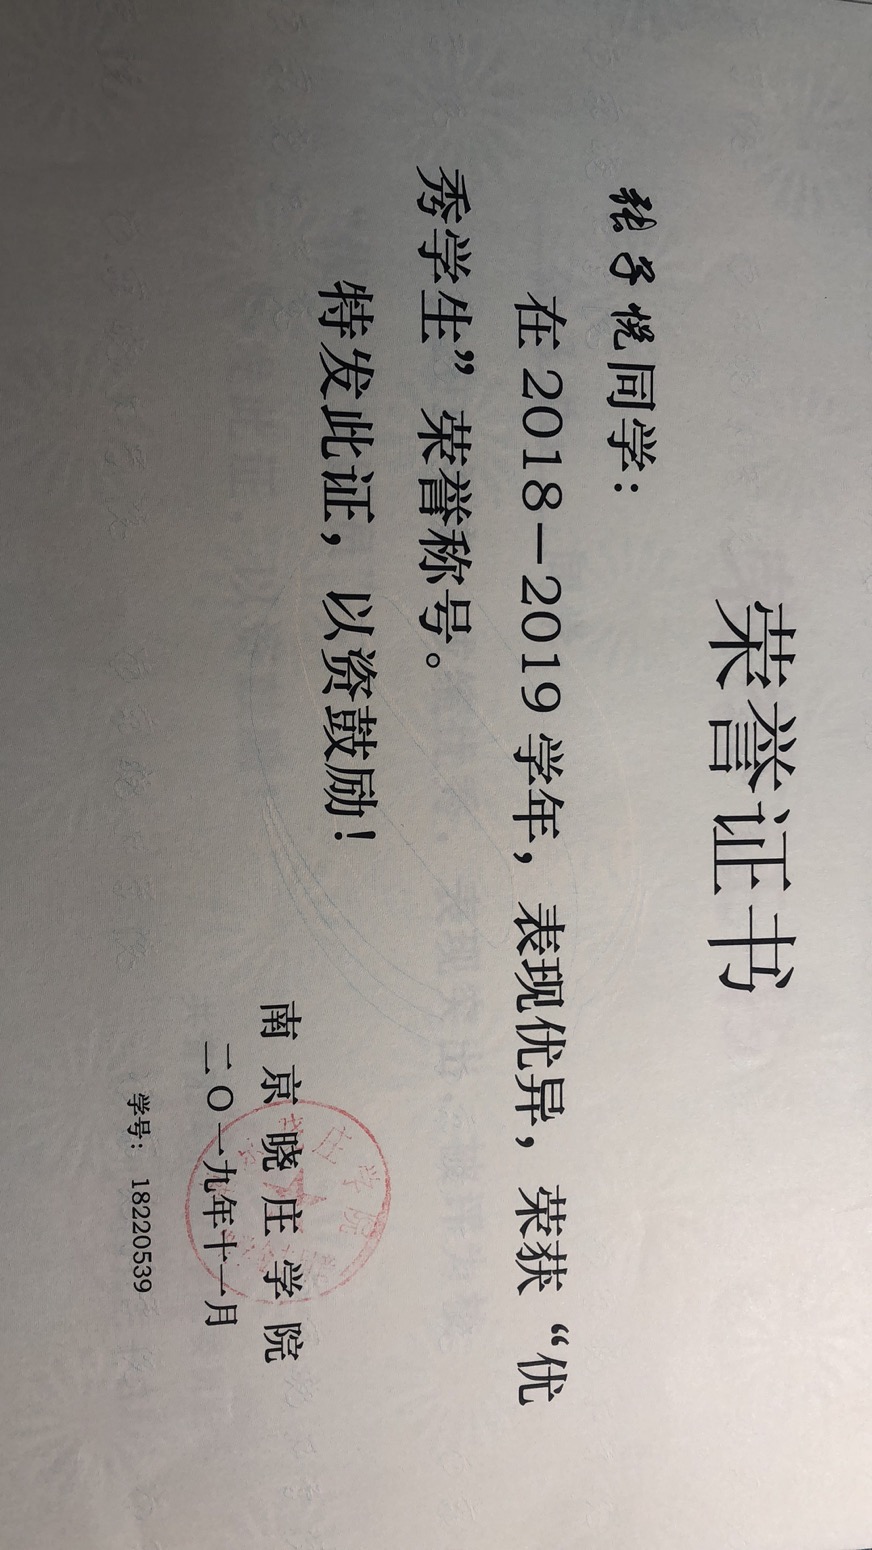 荣誉证书
张子悦同学：
在2018—2019学年，表现优异，荣获“优
秀学生”荣誉称号。
特发此证，以资鼓励！
南京晓庄学院
二〇一九年十一月
学号：18220539